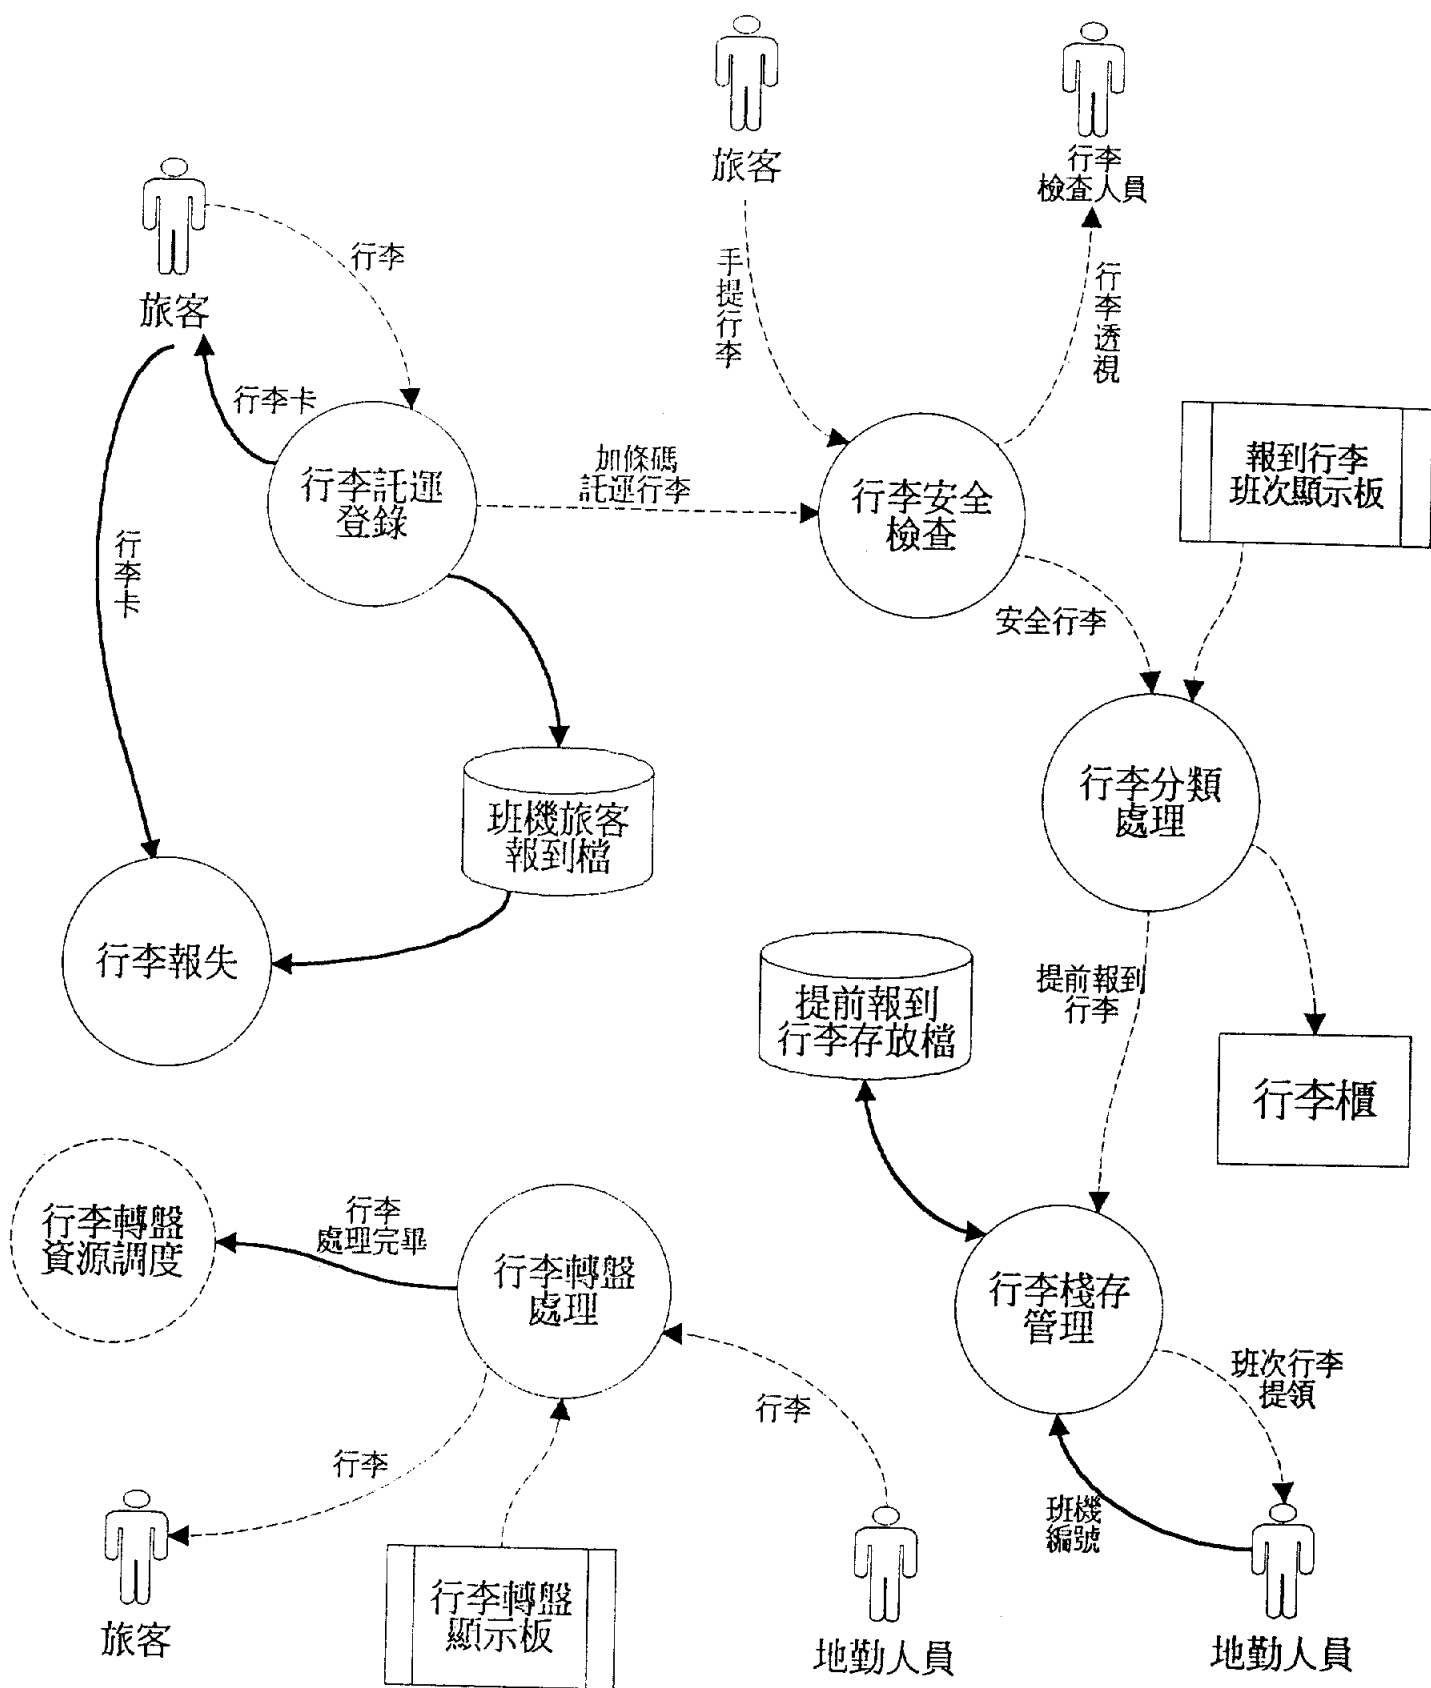 旅客
行李
檢查人員
旅客
行李
手提行李
行李透視
行李卡
行李託運
登錄
加條碼
託運行李
行李安全
檢查
報到行李
班次顯示板
行李卡
安全行李
班機旅客
報到檔
行李分類
處理
行李報失
提前報到
行李存放檔
提前報到
行李
行李櫃
行李轉盤
資源調度
行李
處理完畢
行李轉盤
處理
行李棧存
管理
班次行李
提領
行李
行李
班機
編號
旅客
行李轉盤
顯示板
地勤人員
地勤人員